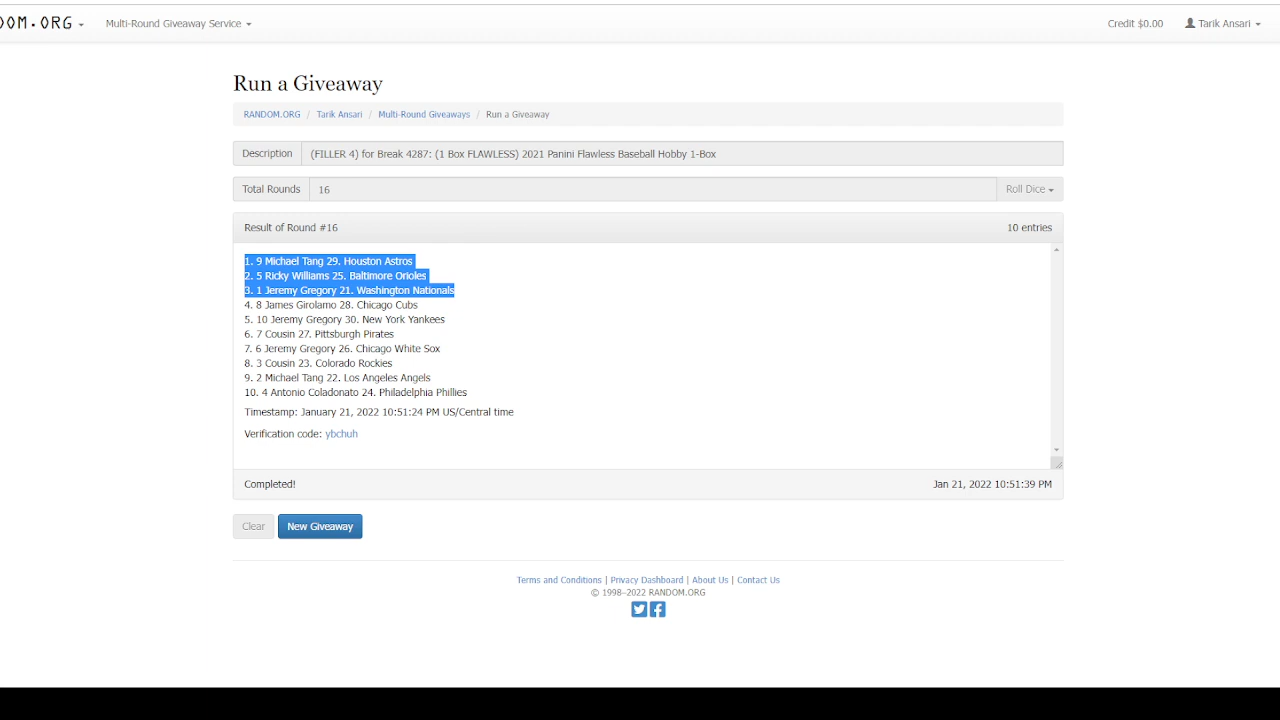 OM.ORG Multi-Round Giveaway Service Credit $0.00 Tarik Ansari
Run a Giveaway
RANDOM.ORG / Tarik Ansari / Multi-Round Giveaways / Run a Giveaway
Description (FILLER 4) for Break 4287: (1 Box FLAWLESS) 2021 Panini Flawless Baseball Hobby 1-Box
Total Rounds 16 Roll Dice
Result of Round #16 10 entries
1. 9 Michael Tang 29. Houston Astros
2. 5 Ricky Williams 25. Baltimore Orioles
3. 1 Jeremy Gregory 21. Washington Nationals
4. 8 James Girolamo 28. Chicago Cubs
5. 10 Jeremy Gregory 30. New York Yankees
6. 7 Cousin 27. Pittsburgh Pirates
7. 6 Jeremy Gregory 26. Chicago White Sox
8. 3 Cousin 23. Colorado Rockies
9. 2 Michael Tang 22. Los Angeles Angels
10. 4 Antonio Coladonato 24. Philadelphia Phillies
Timestamp: January 21, 2022 10:51:24 PM US/Central time
Verification code: ybchuh
Completed! Jan 21, 2022 10:51:39 PM
Clear New Giveaway
Terms and Conditions | Privacy Dashboard | About Us | Contact Us
© 1998–2022 RANDOM.ORG